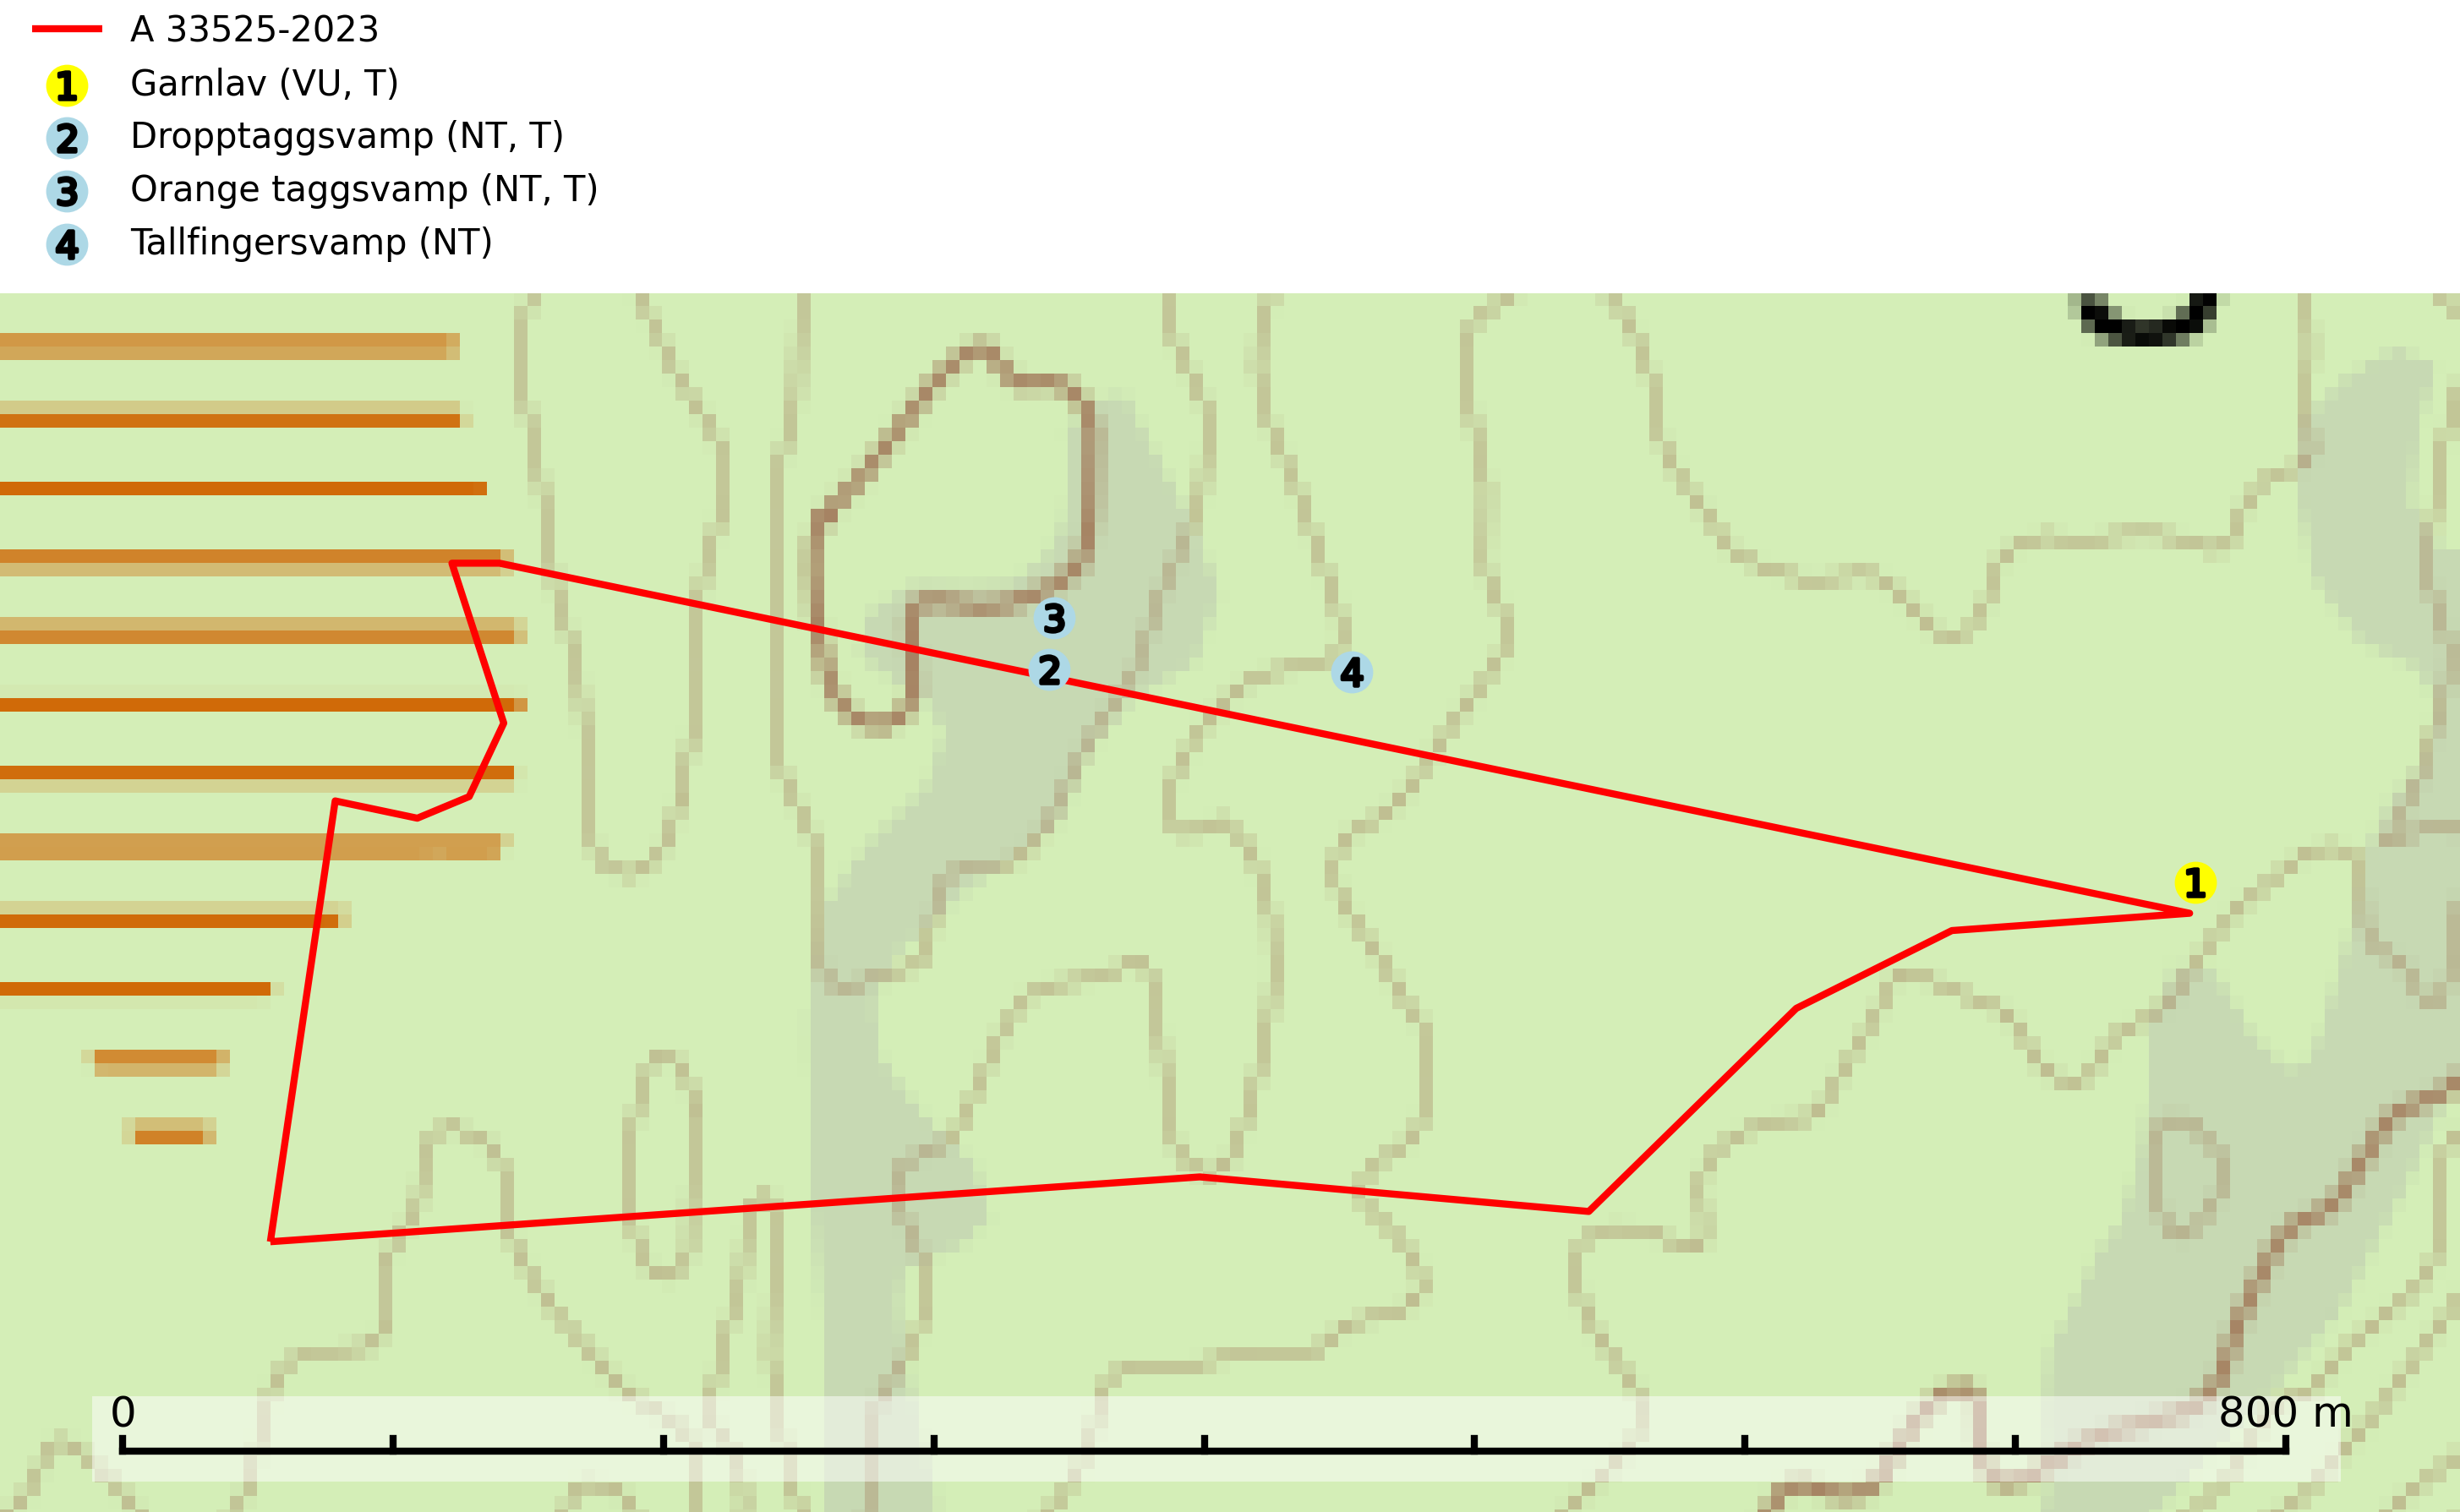 A 33525-2023
1 Garnlav (VU, T)
2 Dropptaggsvamp (NT, T)
3 Orange taggsvamp (NT, T)
4 Tallfingersvamp (NT)
3
2
4
1
0 800 m